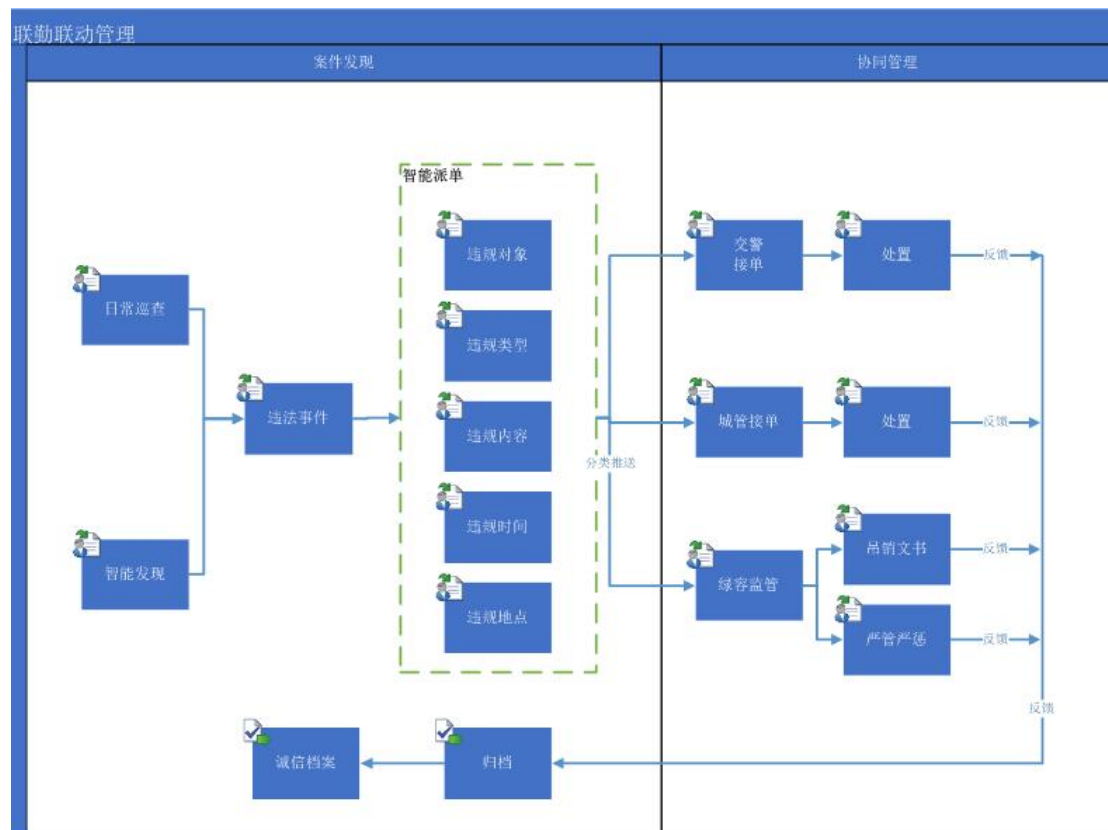 联勤联动管理
案件发现
协同管理
智能派单
违规对象
交警
接单
处置
反馈
日常巡查
违规类型
违法事件
违规内容
城管接单
处置
反馈
分类推送
违规时间
智能发现
绿容监管
吊销文书
反馈
违规地点
严管严惩
反馈
反馈
诚信档案
归档